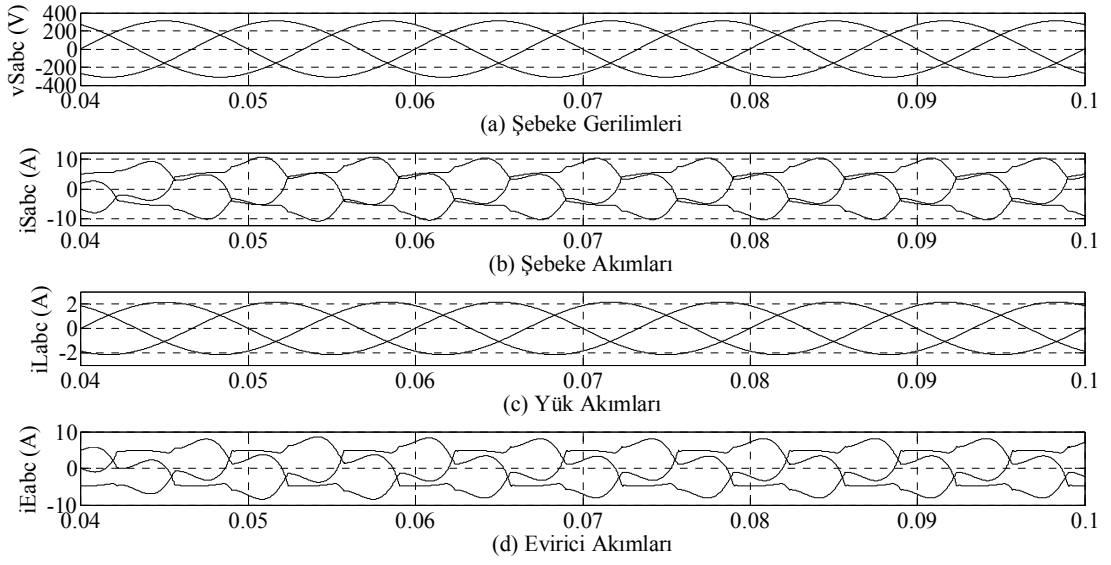 vSabc (V)
400
200
0
-200
-400
0.04 0.05 0.06 0.07 0.08 0.09 0.1
(a) Şebeke Gerilimleri
iSabc (A)
10
0
-10
0.04 0.05 0.06 0.07 0.08 0.09 0.1
(b) Şebeke Akımları
iLabc (A)
2
0
-2
0.04 0.05 0.06 0.07 0.08 0.09 0.1
(c) Yük Akımları
iEabc (A)
10
0
-10
0.04 0.05 0.06 0.07 0.08 0.09 0.1
(d) Evirici Akımları